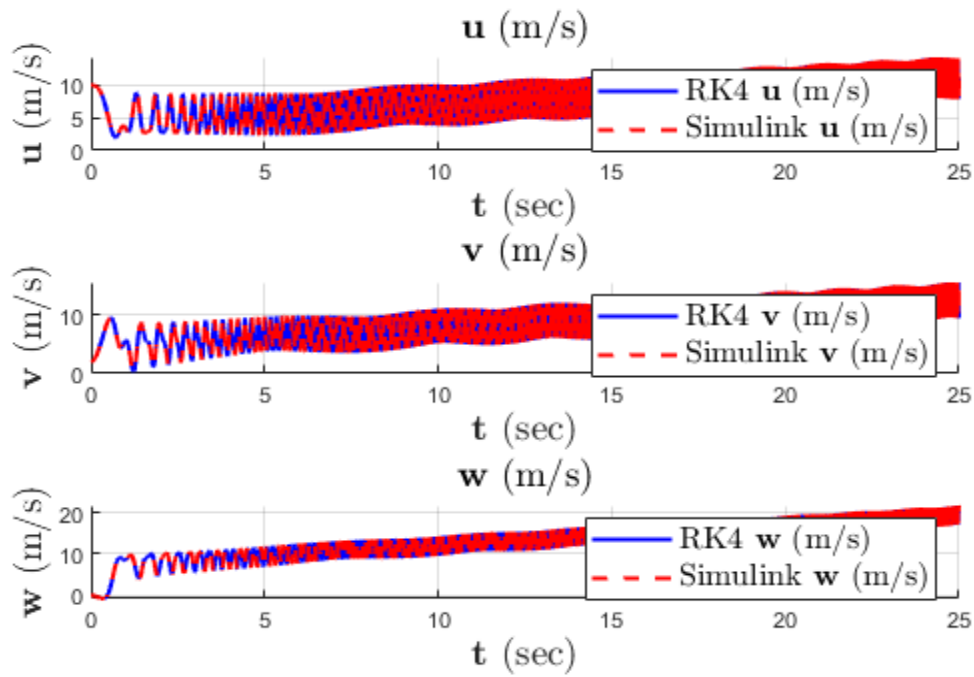 u (m/s)
u (m/s)
10
5
0
RK4 u (m/s)
Simulink u (m/s)
0 5 10 15 20 25
t (sec)
v (m/s)
v (m/s)
10
0
RK4 v (m/s)
Simulink v (m/s)
0 5 10 15 20 25
t (sec)
w (m/s)
w (m/s)
20
10
0
RK4 w (m/s)
Simulink w (m/s)
0 5 10 15 20 25
t (sec)